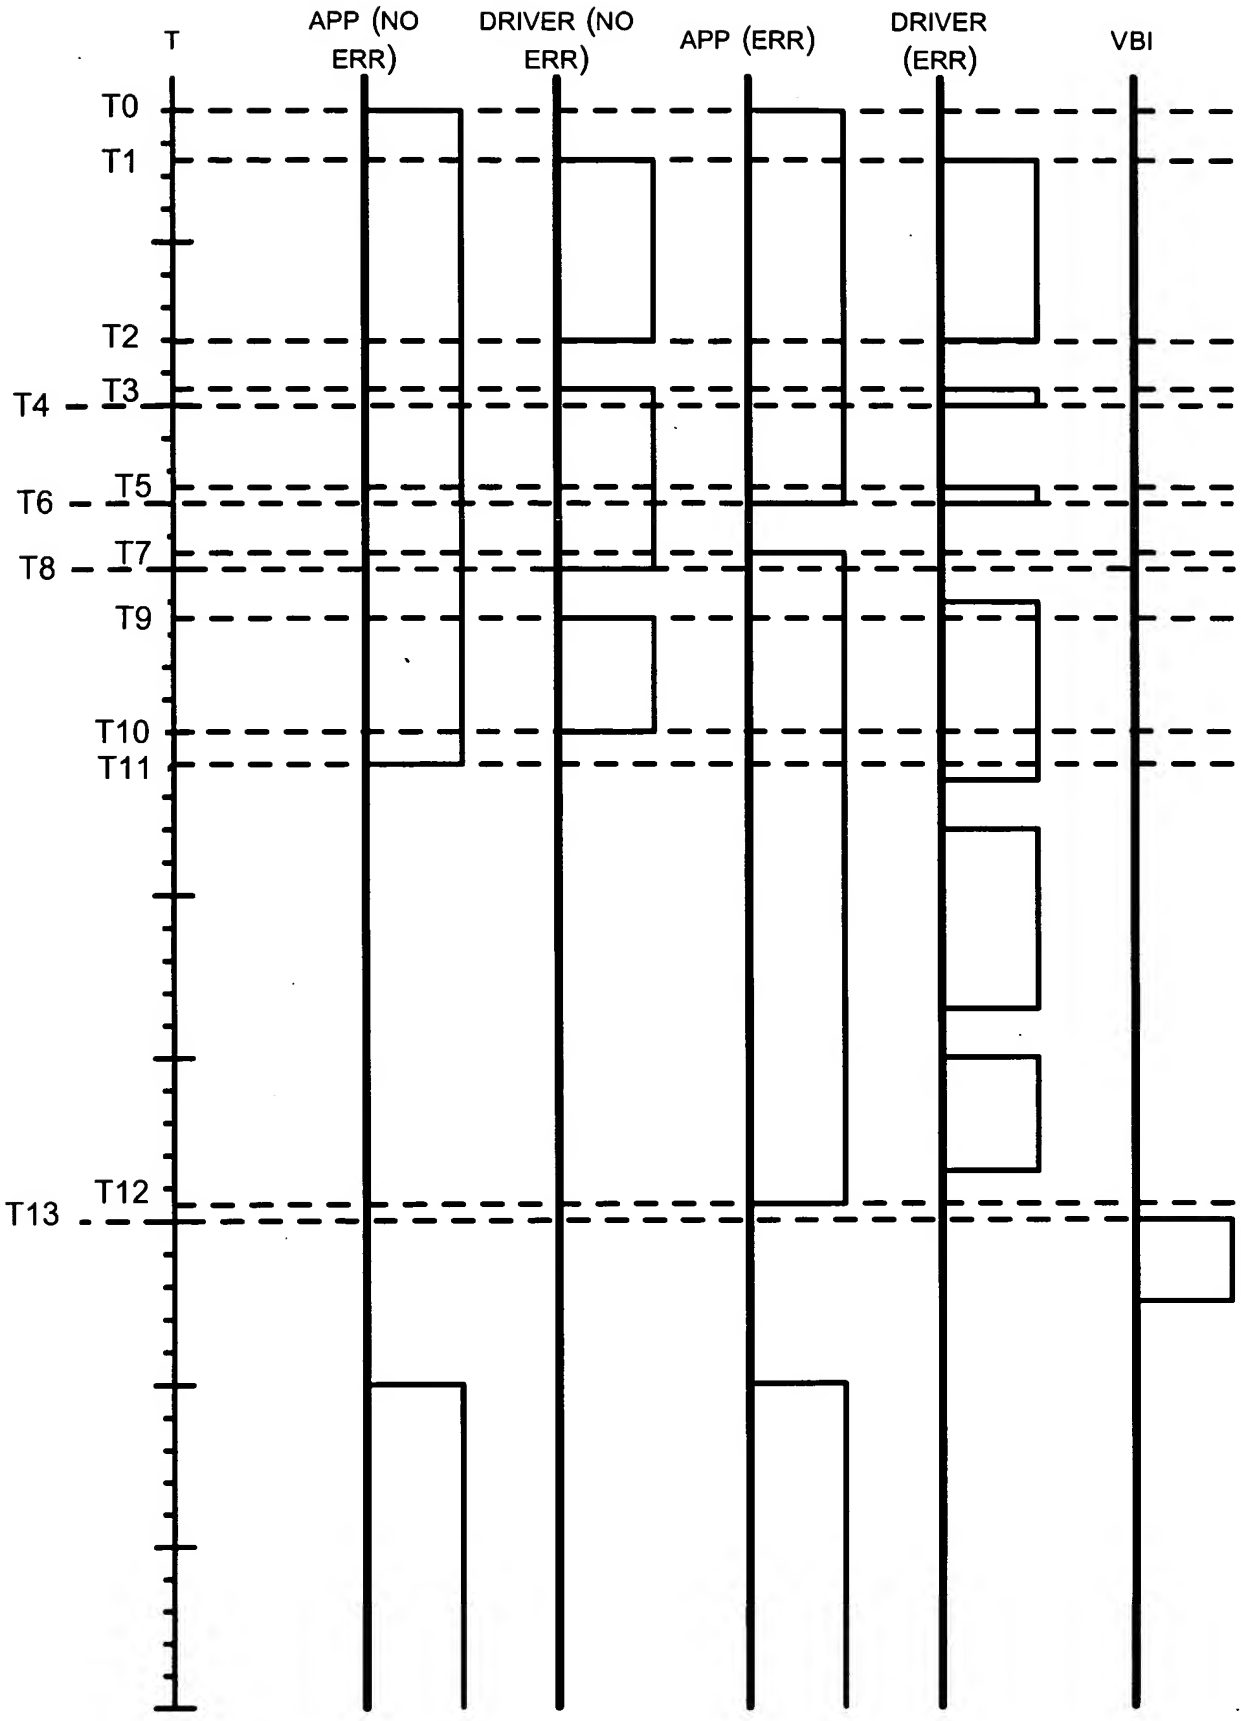 T
APP (NO
ERR)
DRIVER (NO
ERR)
APP (ERR)
DRIVER
(ERR)
VBI
T0
T1
T2
T3
T4
T5
T6
T7
T8
T9
T10
T11
T12
T13